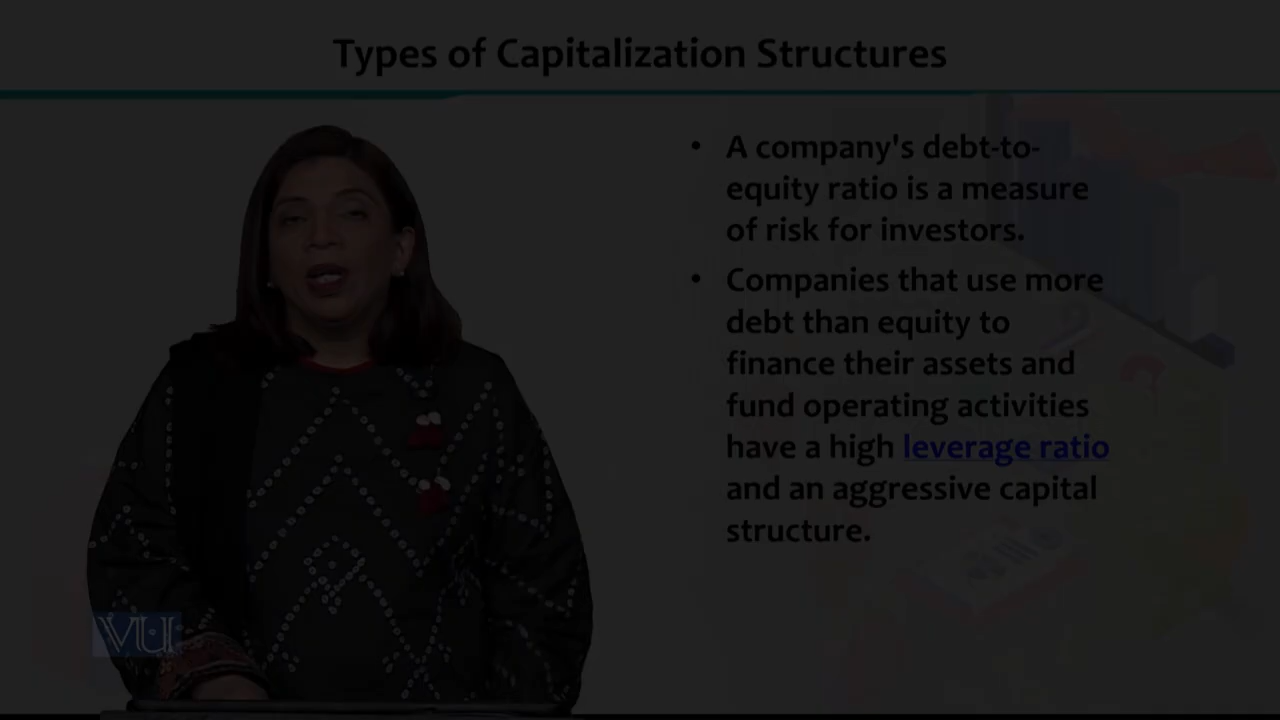 Types of Capitalization Structures
• A company's debt-to-
equity ratio is a measure
of risk for investors.
• Companies that use more
debt than equity to
finance their assets and
fund operating activities
have a high leverage ratio
and an aggressive capital
structure.
VU